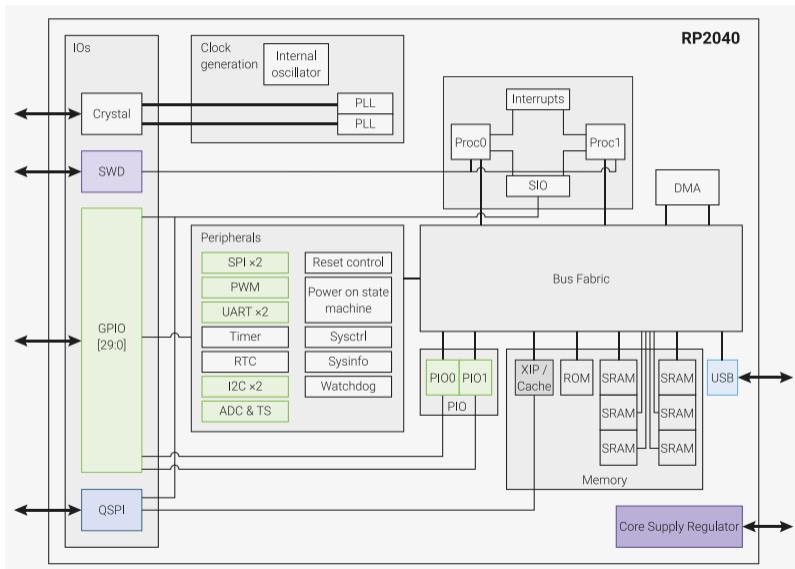 RP2040
IOs
Clock
generation
Internal
oscillator
Crystal
PLL
PLL
Interrupts
Proc0
Proc1
SWD
SIO
DMA
GPIO
[29:0]
Peripherals
SPI ×2
PWM
UART ×2
Timer
RTC
I2C ×2
ADC & TS
Reset control
Power on state
machine
Sysctrl
Sysinfo
Watchdog
Bus Fabric
PIO0
PIO1
PIO
XIP /
Cache
ROM
SRAM
SRAM
SRAM
SRAM
SRAM
SRAM
Memory
USB
QSPI
Core Supply Regulator